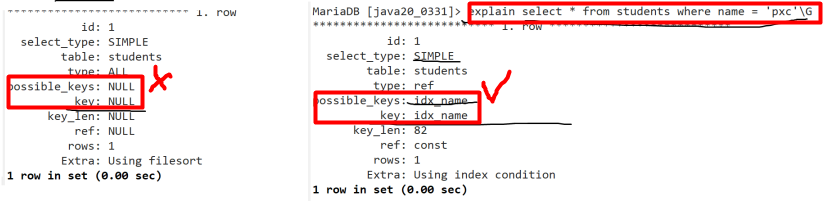 *************************** 1. row
id: 1
select_type: SIMPLE
table: students
type: ALL
possible_keys: NULL
key: NULL
key_len: NULL
ref: NULL
rows: 1
Extra: Using filesort
1 row in set (0.00 sec)
MariaDB [java20_0331]> explain select * from students where name = 'pxc'\G
*************************** 1. row ***************************
id: 1
select_type: SIMPLE
table: students
type: ref
possible_keys: idx_name
key: idx_name
key_len: 82
ref: const
rows: 1
Extra: Using index condition
1 row in set (0.00 sec)